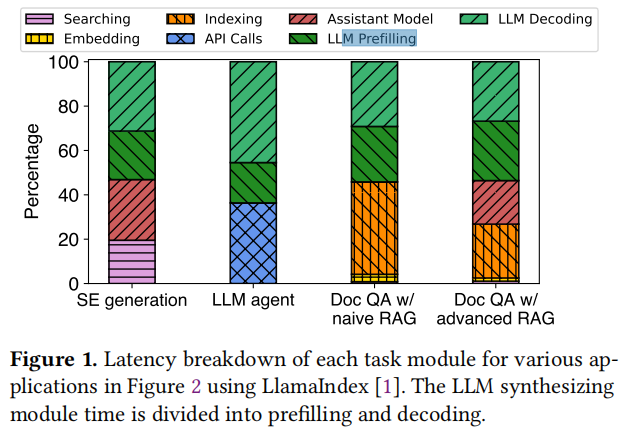 Searching Indexing Assistant Model LLM Decoding
Embedding API Calls LLM Prefilling
100
80
60
40
20
0
Percentage
SE generation LLM agent Doc QA w/ naive RAG Doc QA w/ advanced RAG
Figure 1. Latency breakdown of each task module for various ap-
plications in Figure 2 using LlamaIndex [1]. The LLM synthesizing
module time is divided into prefilling and decoding.